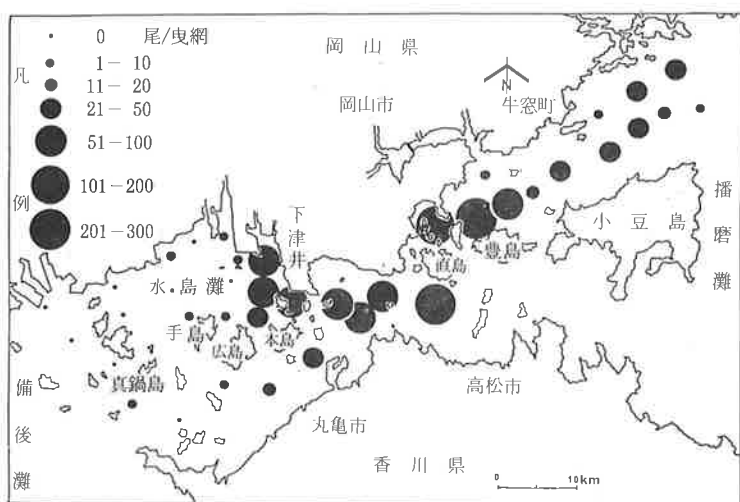 凡例
0 尾/曳網
1-10
11-20
21-50
51-100
101-200
201-300
岡山県
N
岡山市
牛窓町
播磨灘
小豆島
豊島
直島
下津井
水島灘
手島
広島
本島
真鍋島
備後灘
高松市
丸亀市
香川県
0 10km